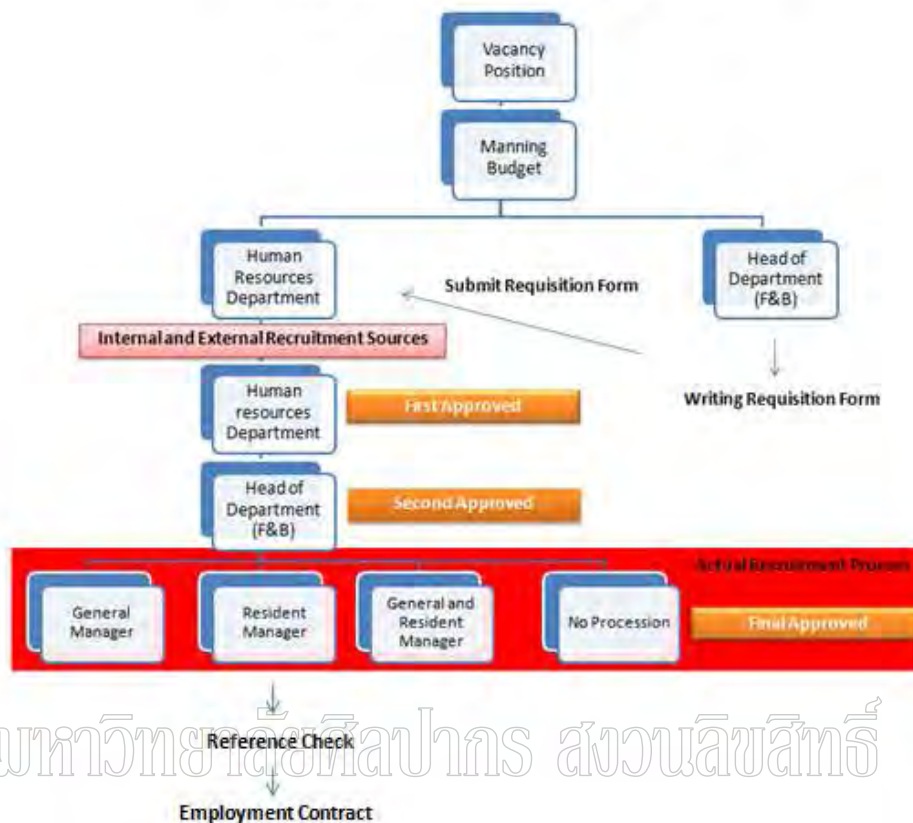 Vacancy
Position
Manning
Budget
Human
Resources
Department
Submit Requisition Form
Head of
Department
(F&B)
Internal and External Recruitment Sources
Writing Requisition Form
Human
resources
Department
First Approved
Head of
Department
(F&B)
Second Approved
Actual Recruitment Process
General
Manager
Resident
Manager
General and
Resident
Manager
No Procession
Final Approved
Reference Check
มหาวิทยาลัยศิลปากร สงวนลิขสิทธิ์
Employment Contract